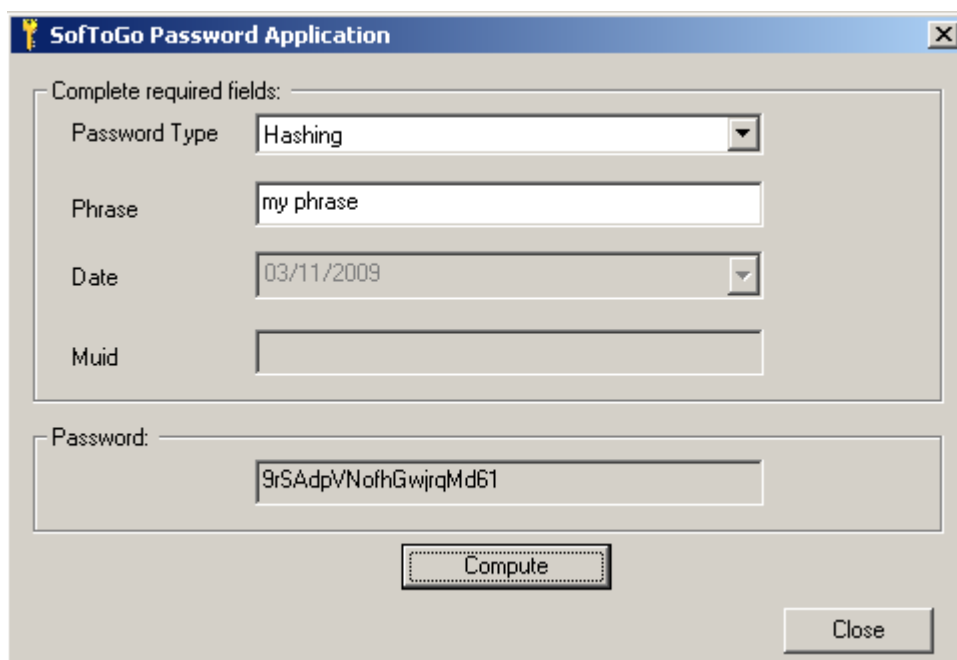 SofToGo Password Application
Complete required fields:
Password Type Hashing
Phrase my phrase
Date 03/11/2009
Muid
Password:
9rSAdpVNofhGwjrqMd61
Compute
Close